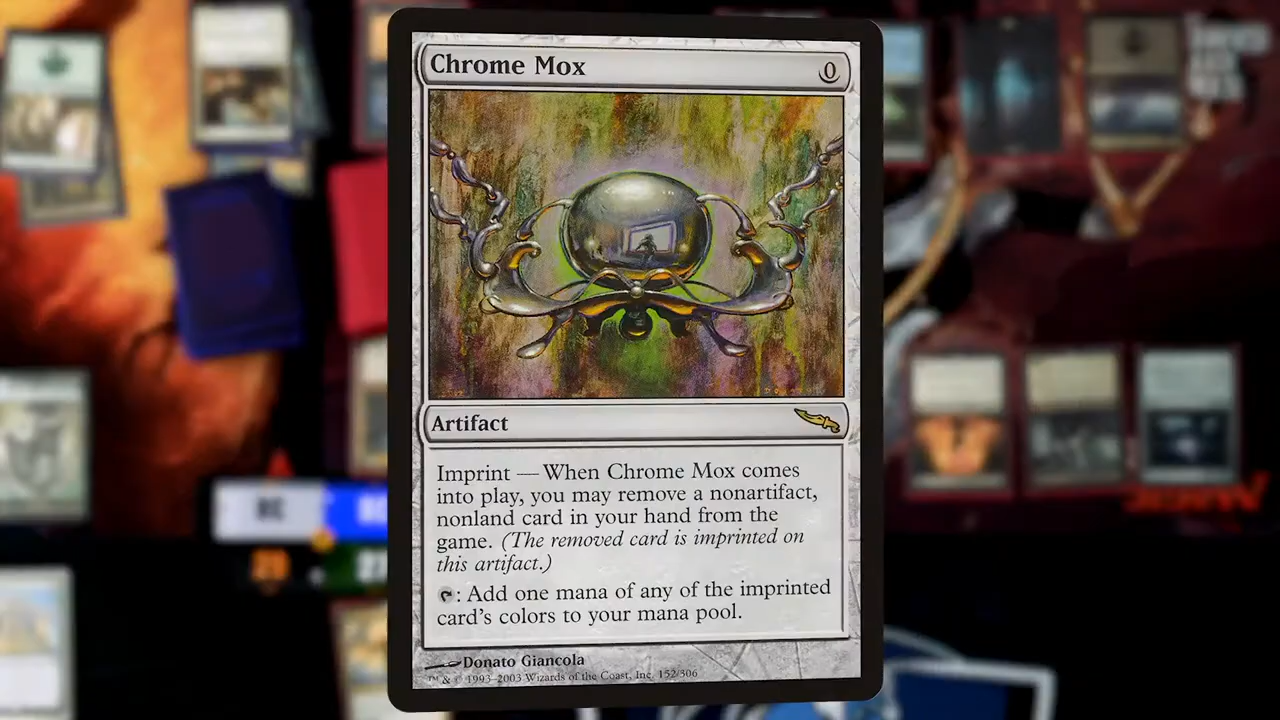 Chrome Mox
0
Artifact
Imprint — When Chrome Mox comes
into play, you may remove a nonartifact,
nonland card in your hand from the
game. (The removed card is imprinted on
this artifact.)
: Add one mana of any of the imprinted
card's colors to your mana pool.
Donato Giancola
™ & © 1993–2003 Wizards of the Coast, Inc. 152/306